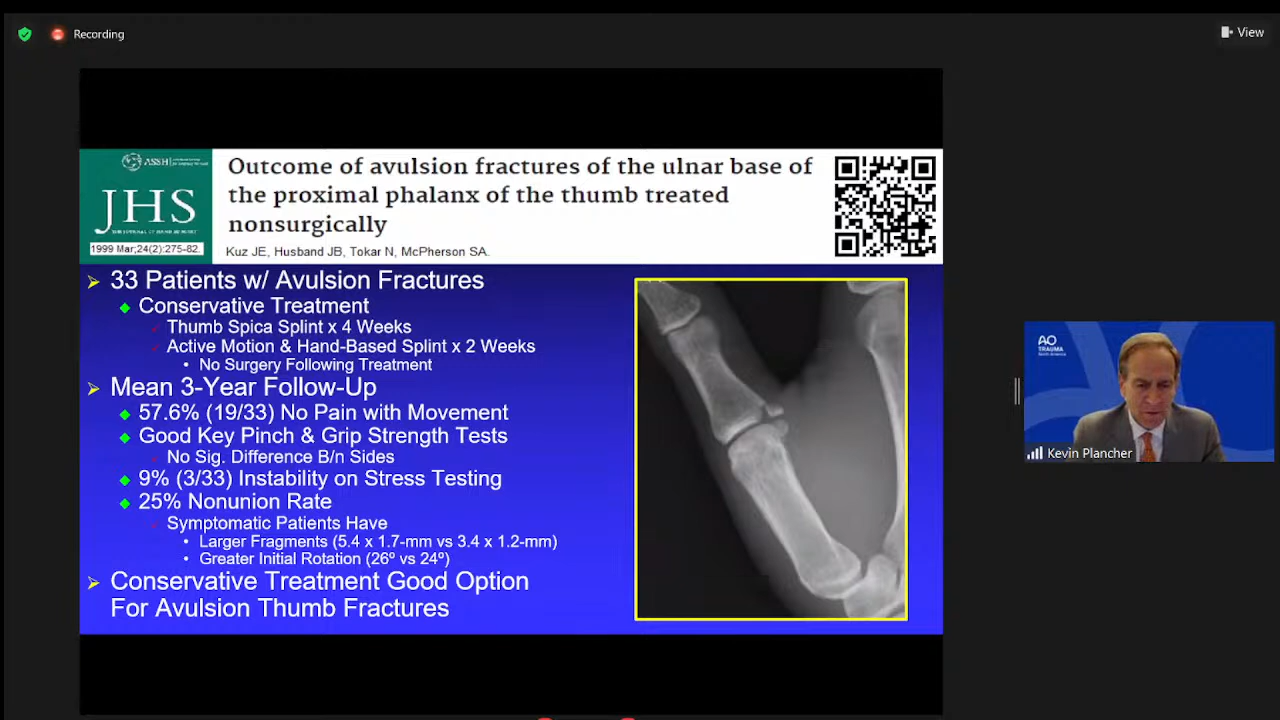 Recording
View
ASSH
JHS
1999 Mar;24(2):275-82.
Outcome of avulsion fractures of the ulnar base of
the proximal phalanx of the thumb treated
nonsurgically
Kuz JE, Husband JB, Tokar N, McPherson SA.
33 Patients w/ Avulsion Fractures
Conservative Treatment
Thumb Spica Splint x 4 Weeks
Active Motion & Hand-Based Splint x 2 Weeks
• No Surgery Following Treatment
Mean 3-Year Follow-Up
57.6% (19/33) No Pain with Movement
Good Key Pinch & Grip Strength Tests
No Sig. Difference B/n Sides
9% (3/33) Instability on Stress Testing
25% Nonunion Rate
Symptomatic Patients Have
• Larger Fragments (5.4 x 1.7-mm vs 3.4 x 1.2-mm)
• Greater Initial Rotation (26º vs 24º)
Conservative Treatment Good Option
For Avulsion Thumb Fractures
AO
TRAUMA
North America
Kevin Plancher